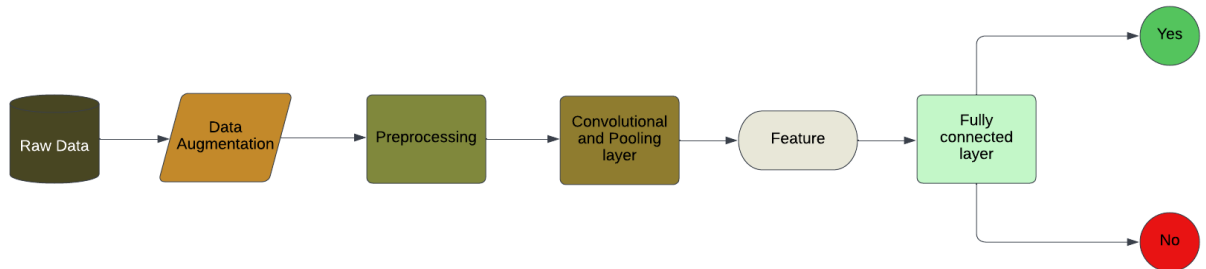 Raw Data
Data
Augmentation
Preprocessing
Convolutional
and Pooling
layer
Feature
Fully
connected
layer
Yes
No